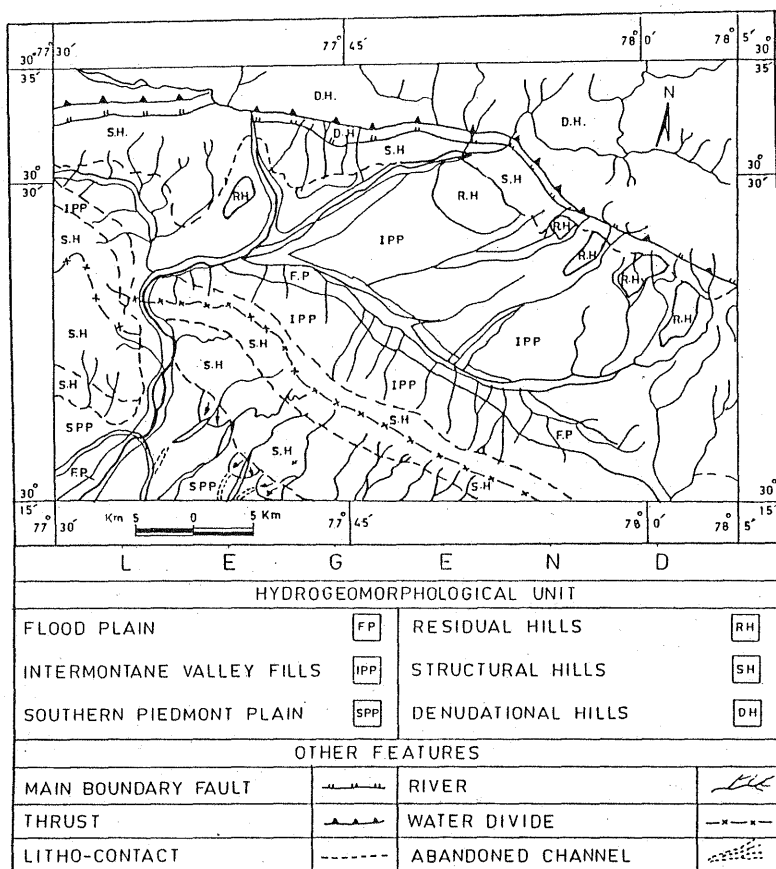 77° 30' 77° 45' 78° 0' 78° 5'
30° 35' 30° 35'
D.H. D.H. N
S.H. D.H S.H
30° 30' 30° 30'
RH R.H S.H
IPP IPP RH
S.H R.H R.H
F.P
IPP R.H
S.H S.H S.H IPP
IPP
S.H S.H
SPP S.H F.P
F.P SPP S.H
30° 15' 30° 15'
Km 5 0 5 Km
77° 30' 77° 45' 78° 0' 78° 5'
L E G E N D
HYDROGEOMORPHOLOGICAL UNIT
FLOOD PLAIN FP RESIDUAL HILLS RH
INTERMONTANE VALLEY FILLS IPP STRUCTURAL HILLS SH
SOUTHERN PIEDMONT PLAIN SPP DENUDATIONAL HILLS DH
OTHER FEATURES
MAIN BOUNDARY FAULT RIVER
THRUST WATER DIVIDE
LITHO-CONTACT ABANDONED CHANNEL